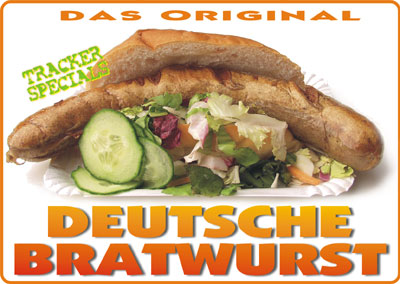 DAS ORIGINAL
TRACKER
SPECIALS
DEUTSCHE
BRATWURST